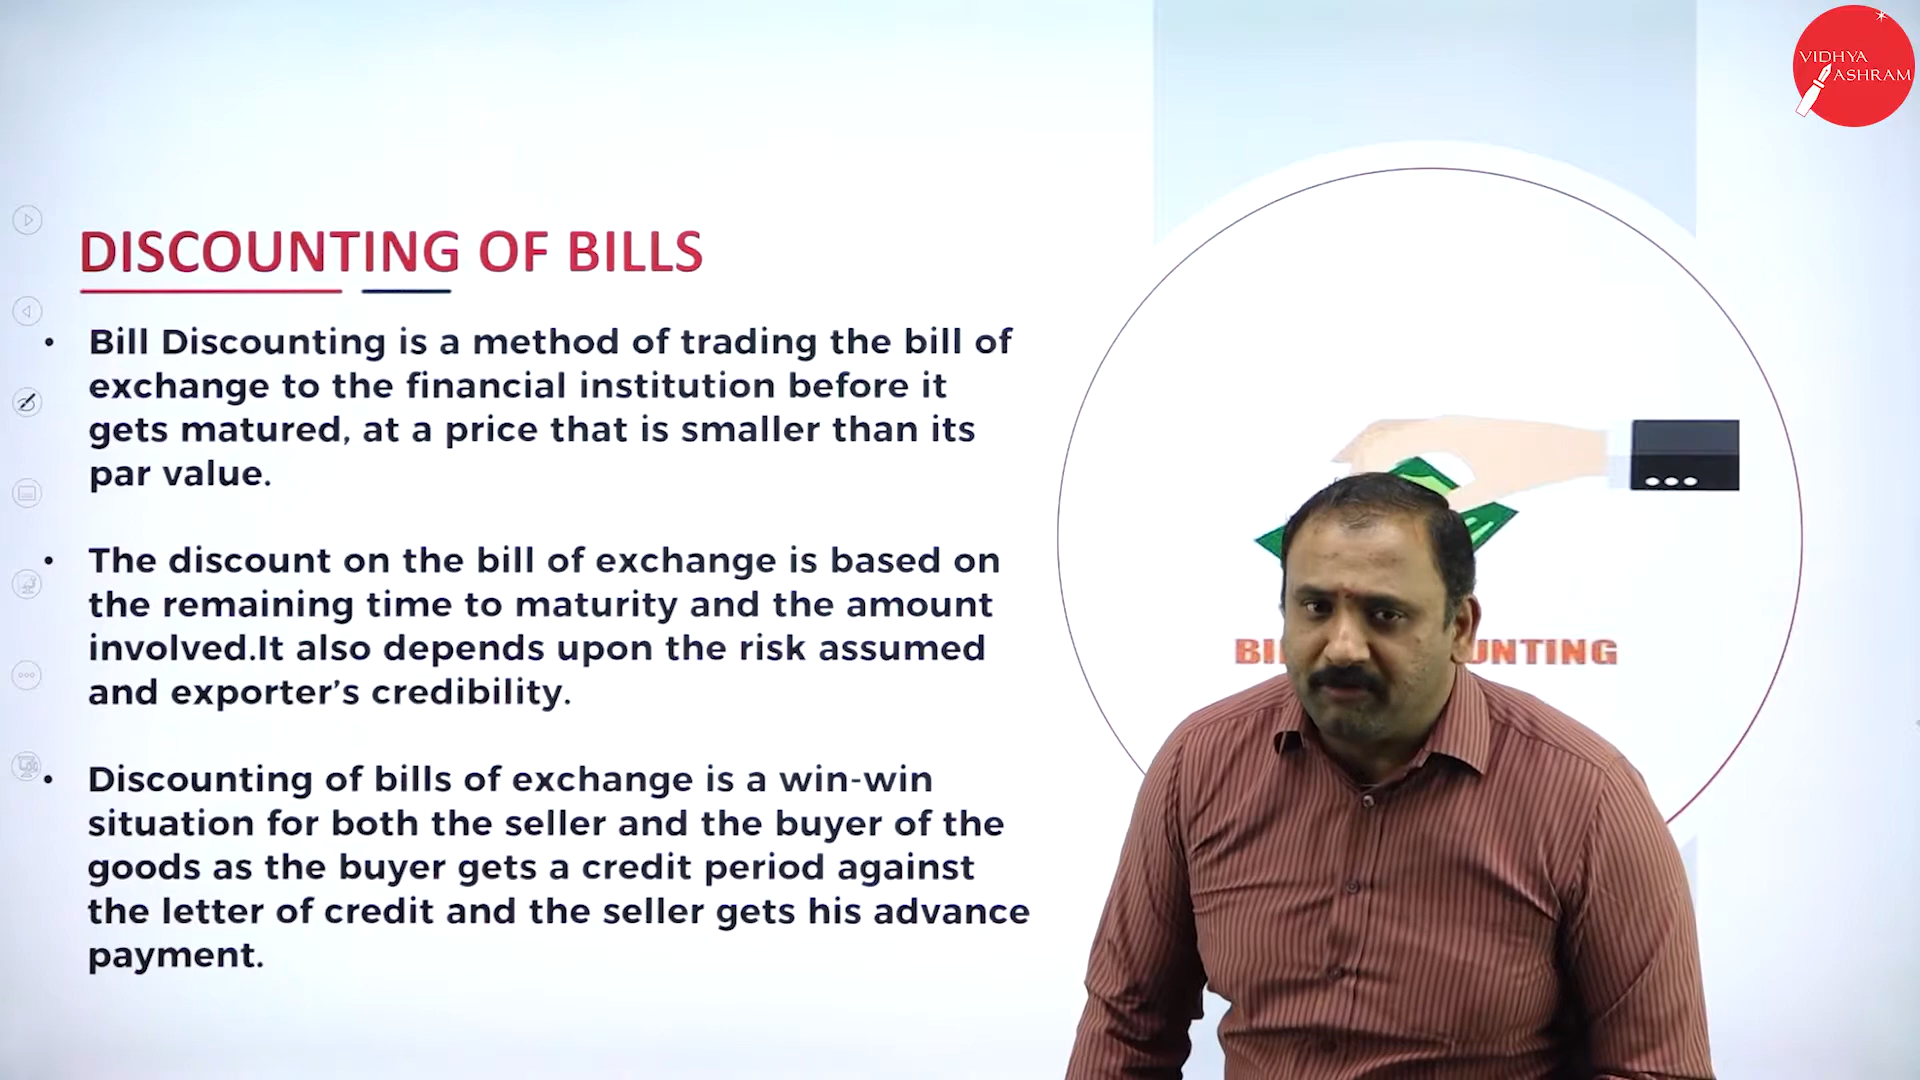 VIDHYA
ASHRAM
DISCOUNTING OF BILLS
• Bill Discounting is a method of trading the bill of
exchange to the financial institution before it
gets matured, at a price that is smaller than its
par value.
• The discount on the bill of exchange is based on
the remaining time to maturity and the amount
involved.It also depends upon the risk assumed
and exporter’s credibility.
• Discounting of bills of exchange is a win-win
situation for both the seller and the buyer of the
goods as the buyer gets a credit period against
the letter of credit and the seller gets his advance
payment.